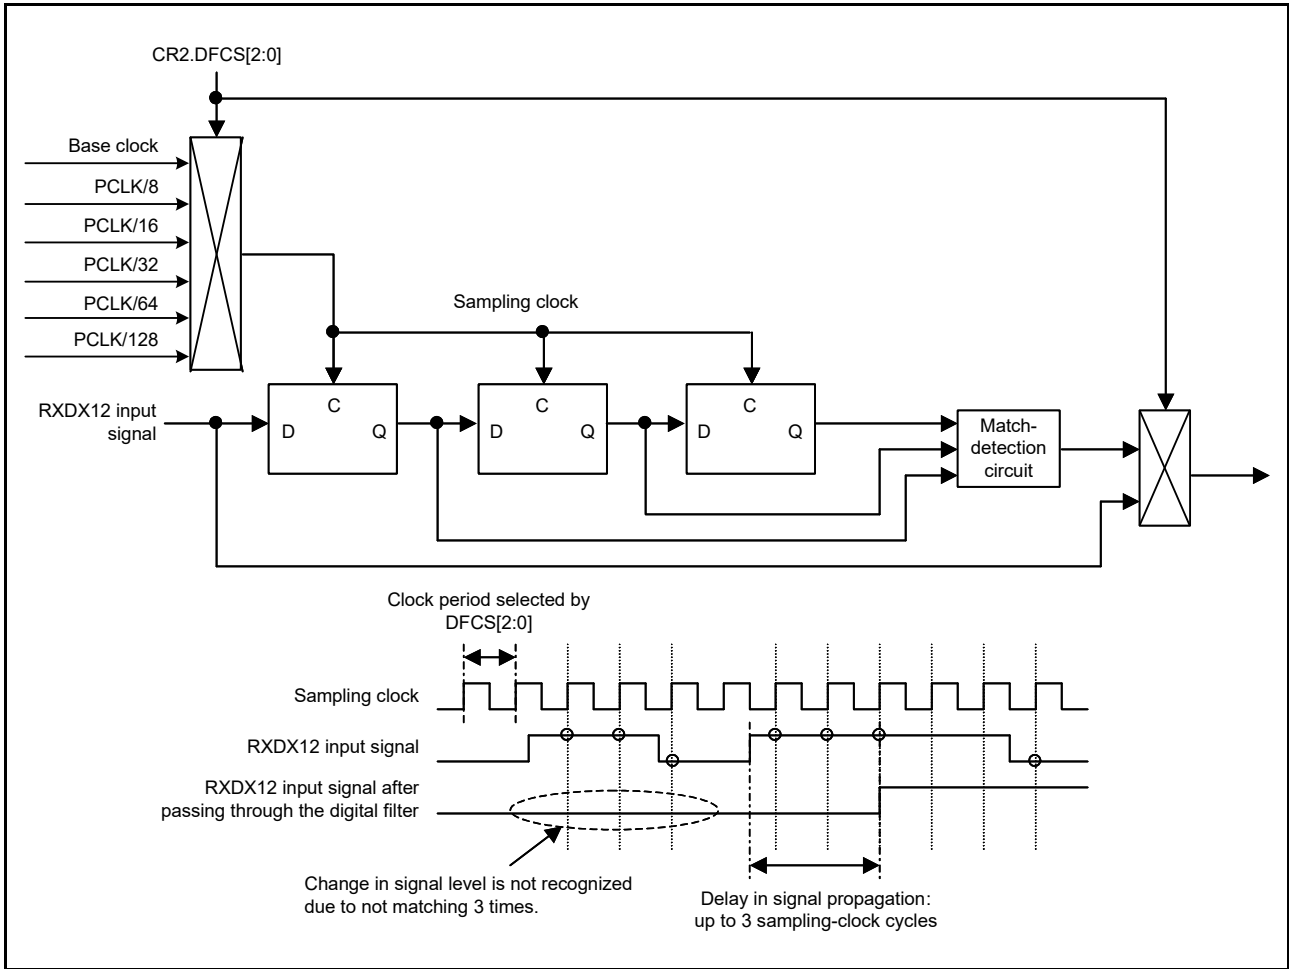 CR2.DFCS[2:0]
Base clock
PCLK/8
PCLK/16
PCLK/32
PCLK/64
PCLK/128
Sampling clock
RXDX12 input
signal
C
D
Q
C
D
Q
C
D
Q
Match-
detection
circuit
Clock period selected by
DFCS[2:0]
Sampling clock
RXDX12 input signal
RXDX12 input signal after
passing through the digital filter
Change in signal level is not recognized
due to not matching 3 times.
Delay in signal propagation:
up to 3 sampling-clock cycles